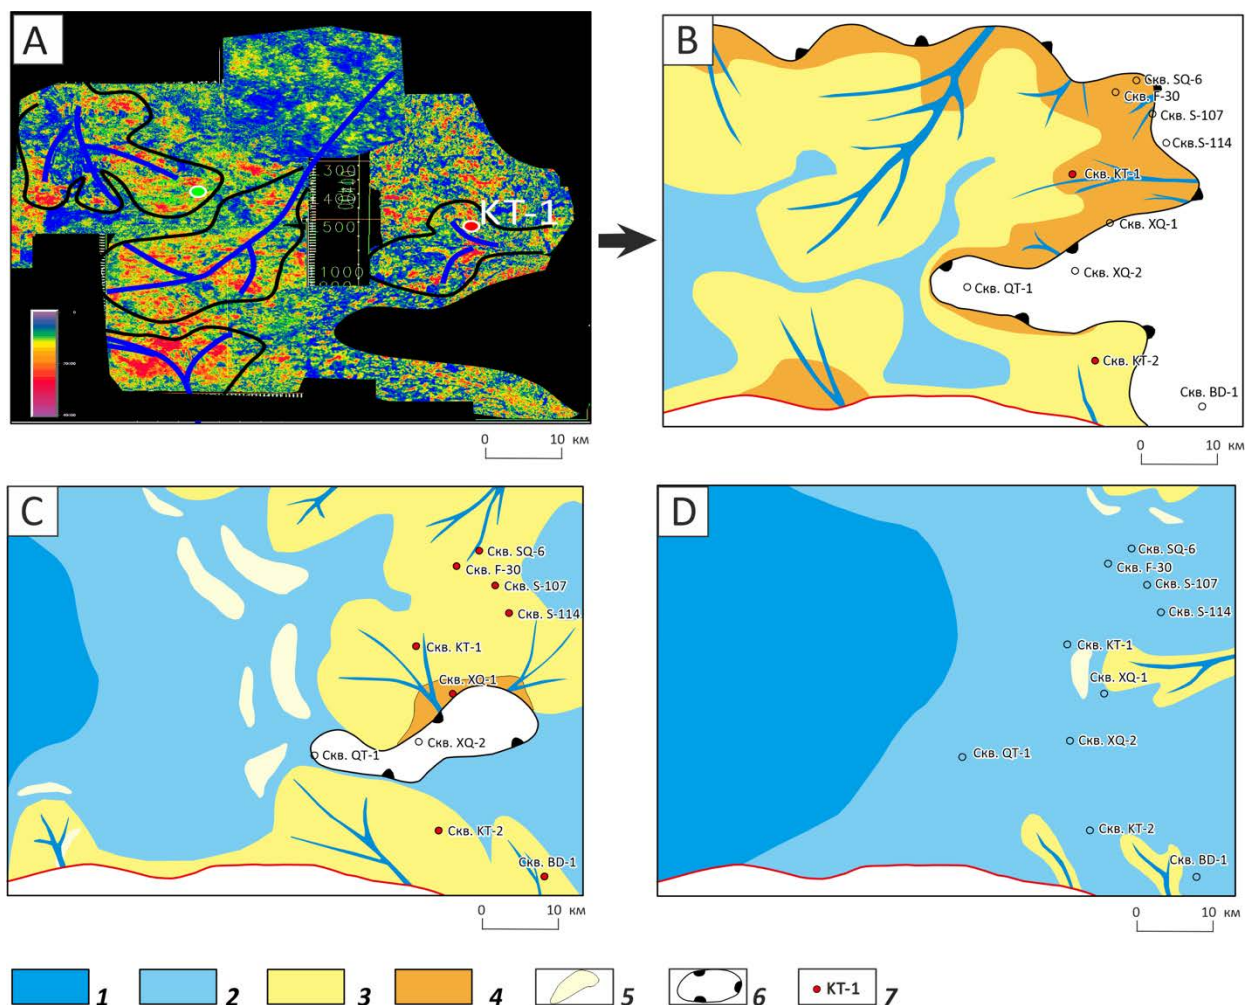 A
300
400
500
1000
KT-1
0 10 км
B
Скв. SQ-6
Скв. F-30
Скв. S-107
Скв.S-114
Скв. KT-1
Скв. XQ-1
Скв. XQ-2
Скв. QT-1
Скв. KT-2
Скв. BD-1
0 10 км
C
Скв. SQ-6
Скв. F-30
Скв. S-107
Скв. S-114
Скв. KT-1
Скв. XQ-1
Скв. XQ-2
Скв. QT-1
Скв. KT-2
Скв. BD-1
0 10 км
D
Скв. SQ-6
Скв. F-30
Скв. S-107
Скв. S-114
Скв. KT-1
Скв. XQ-1
Скв. XQ-2
Скв. QT-1
Скв. KT-2
Скв. BD-1
0 10 км
1 2 3 4 5 6 KT-1 7